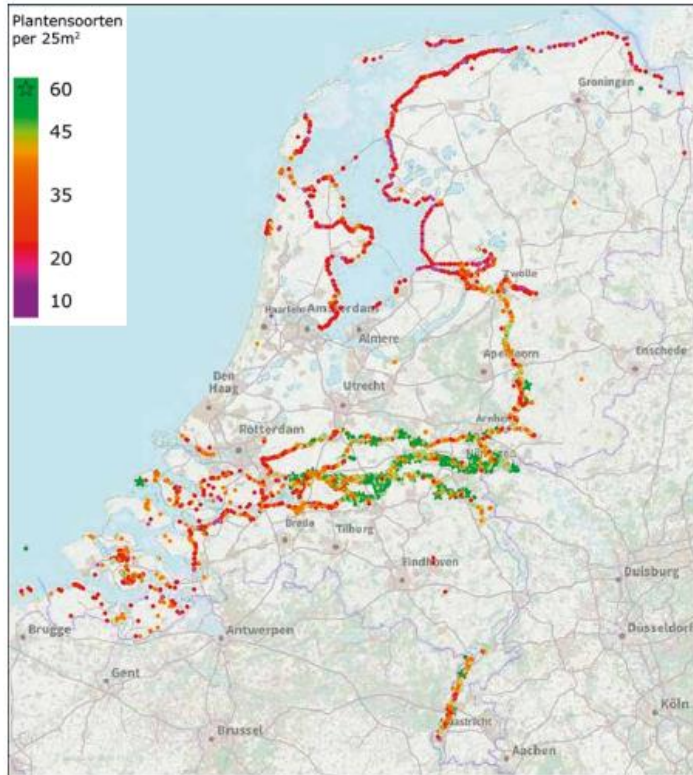 Plantensoorten
per 25m²
60
45
35
20
10
Groningen
Zwolle
Haarlem
Amsterdam
Almere
Enschede
Apeldoorn
Den
Haag
Utrecht
Arnhem
Rotterdam
Breda
Tilburg
Eindhoven
Duisburg
Düsseldorf
Brugge
Antwerpen
Gent
Köln
Maastricht
Brussel
Aachen